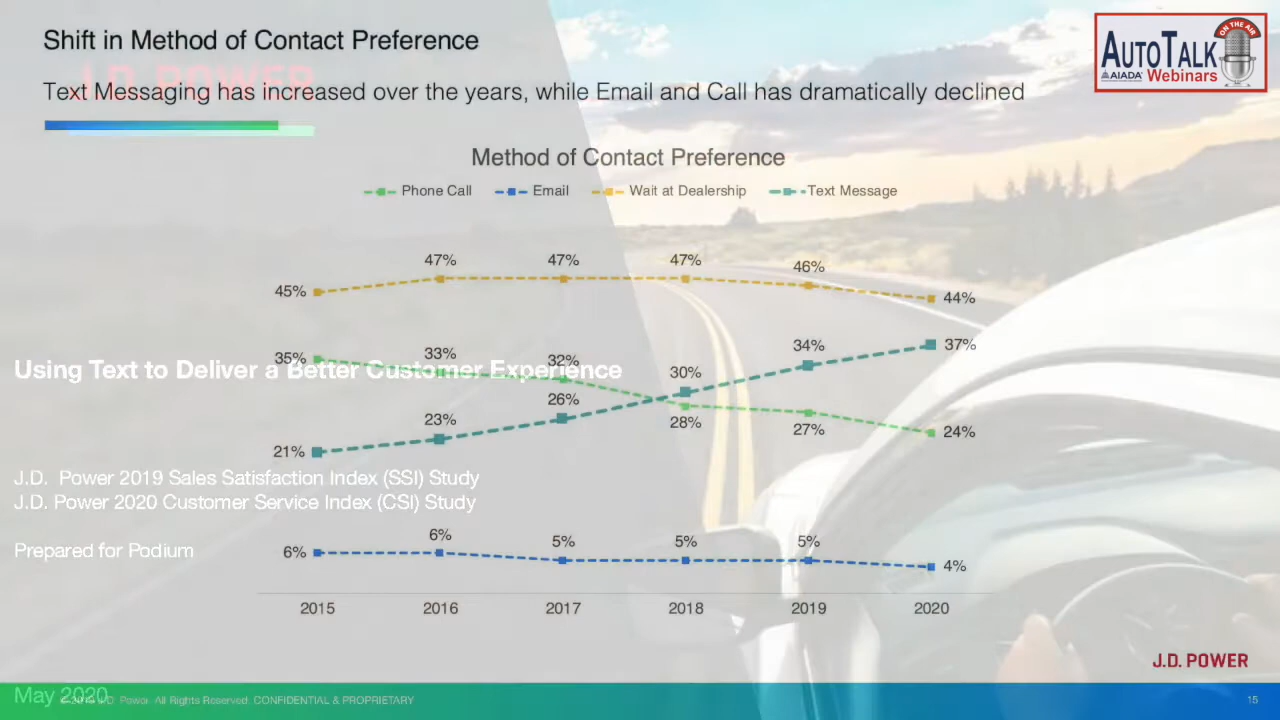 Shift in Method of Contact Preference
AUTOTALK
ON THE AIR
AIADA Webinars
J.D. POWER
Text Messaging has increased over the years, while Email and Call has dramatically declined
Method of Contact Preference
Phone Call Email Wait at Dealership Text Message
45% 47% 47% 47% 46% 44%
35% 33% 32% 28% 27% 24%
21% 23% 26% 30% 34% 37%
Using Text to Deliver a Better Customer Experience
J.D. Power 2019 Sales Satisfaction Index (SSI) Study
J.D. Power 2020 Customer Service Index (CSI) Study
Prepared for Podium
6% 6% 5% 5% 5% 4%
2015 2016 2017 2018 2019 2020
J.D. POWER
May 2020
J.D. Power. All Rights Reserved. CONFIDENTIAL & PROPRIETARY
15